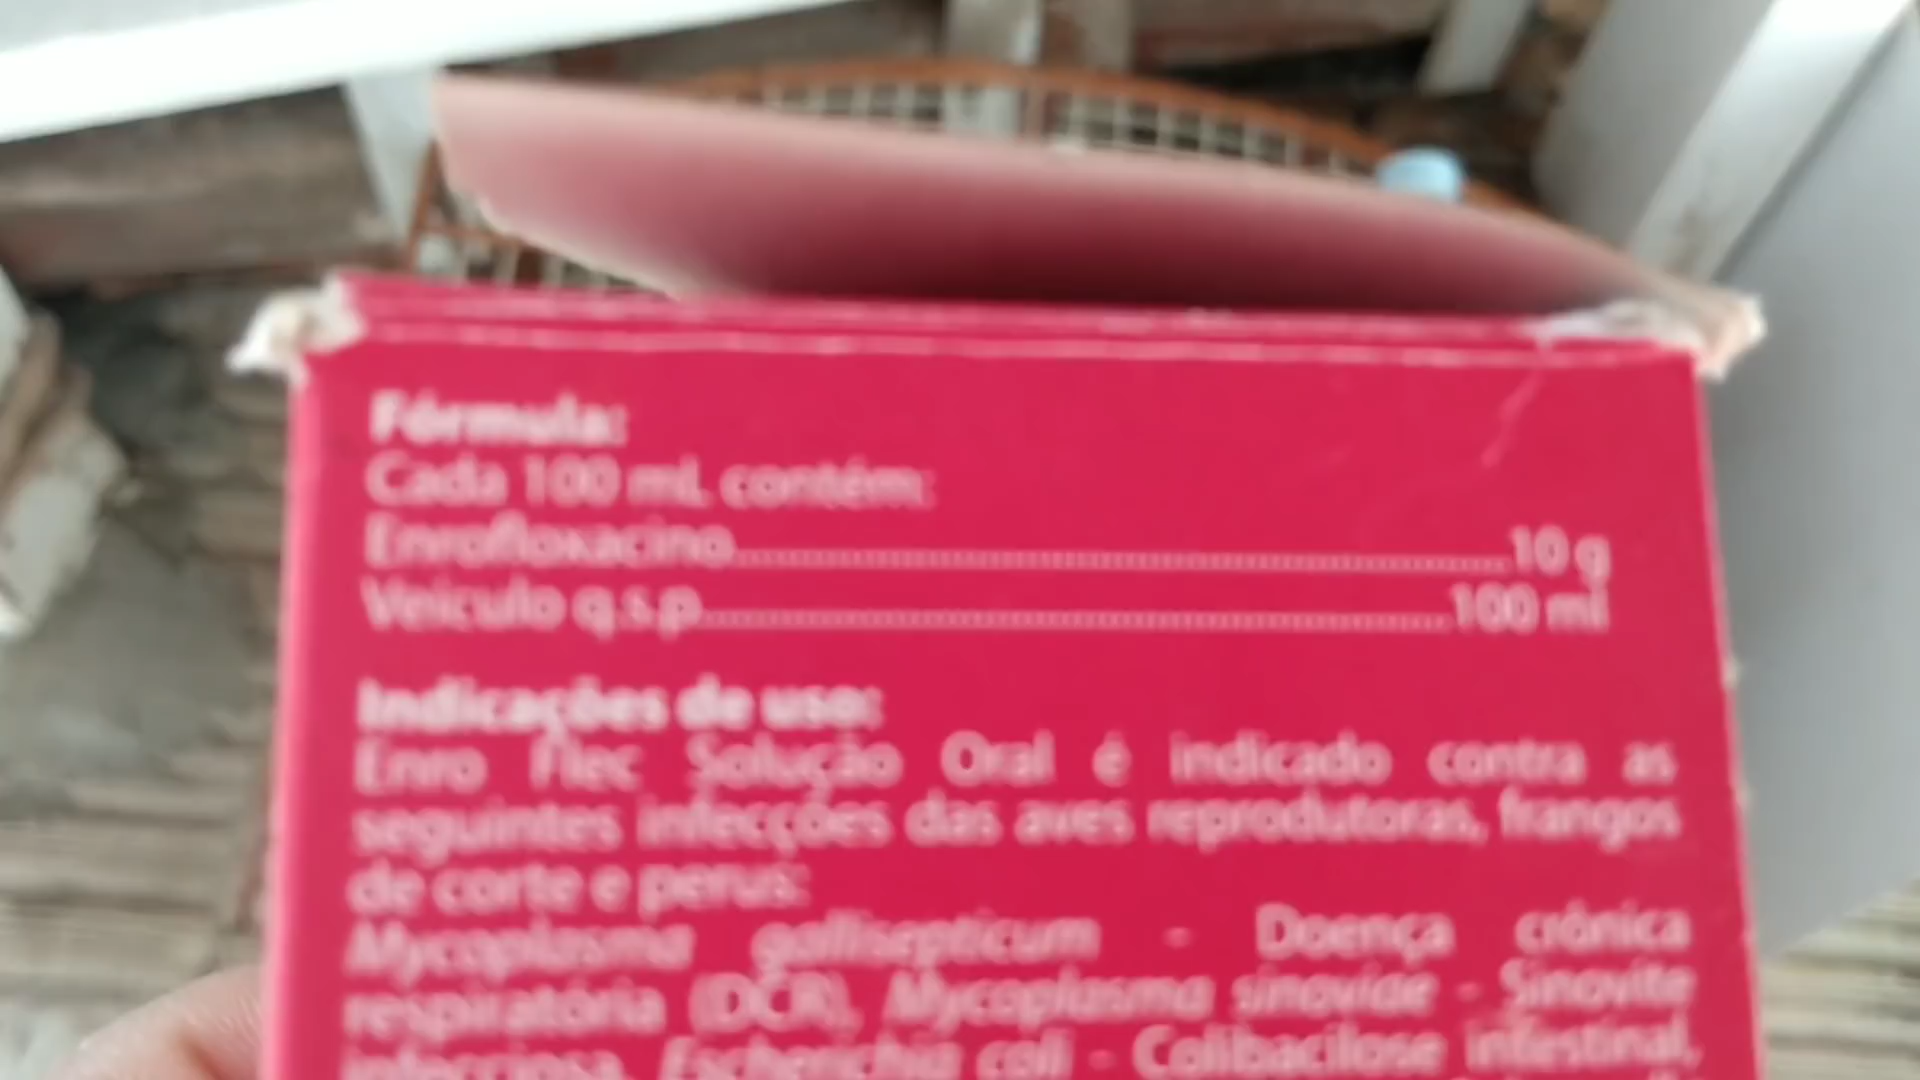 Fórmula:
Cada 100 mL contém:
Enrofloxacino..........10 g
Veículo q.s.p..........100 ml
Indicações de uso:
Enro Flec Solução Oral é indicado contra as
seguintes infecções das aves reprodutoras, frangos
de corte e perus:
Mycoplasma gallisepticum - Doença crônica
respiratória (DCR), Mycoplasma sinoviae - Sinovite
infecciosa, Escherichia coli - Colibacilose intestinal,